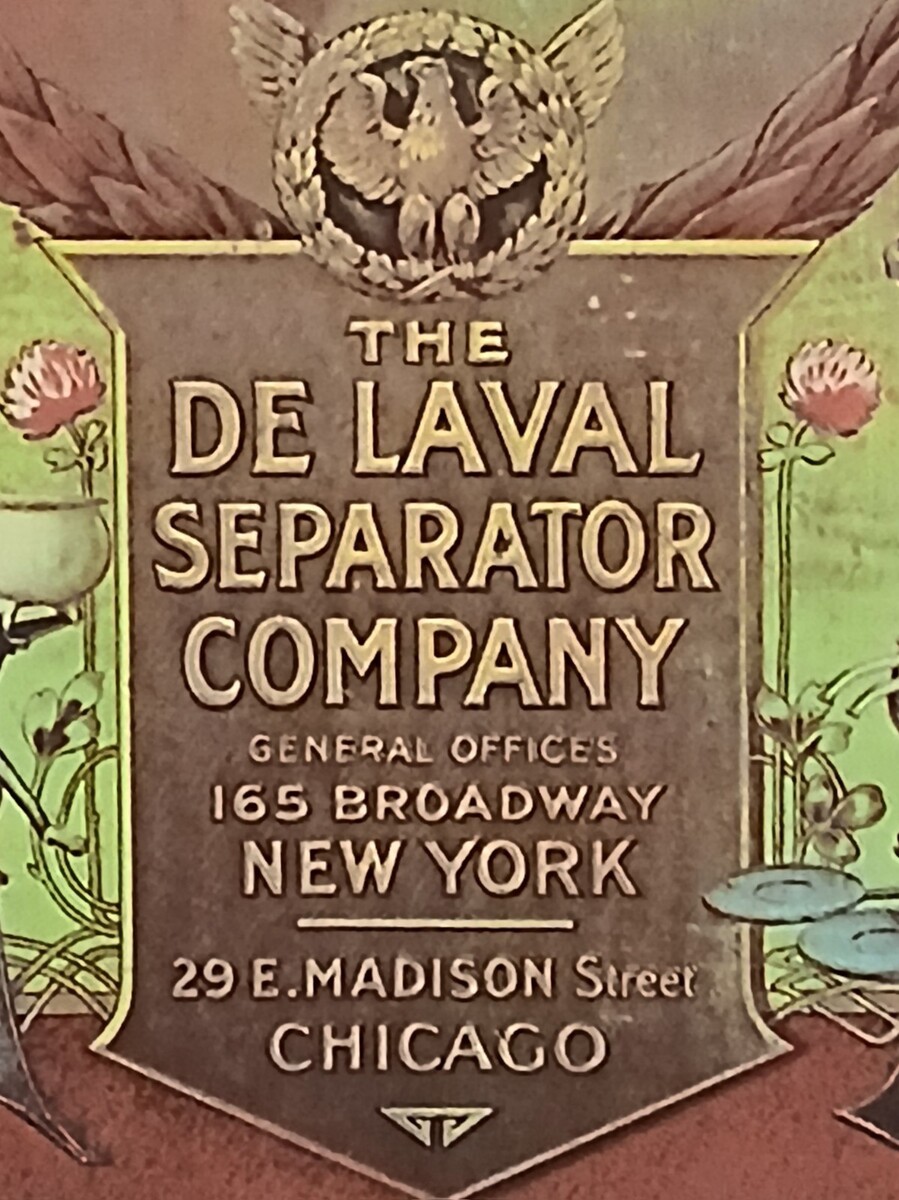 THE
DE LAVAL
SEPARATOR
COMPANY
GENERAL OFFICES
165 BROADWAY
NEW YORK
29 E. MADISON Street
CHICAGO